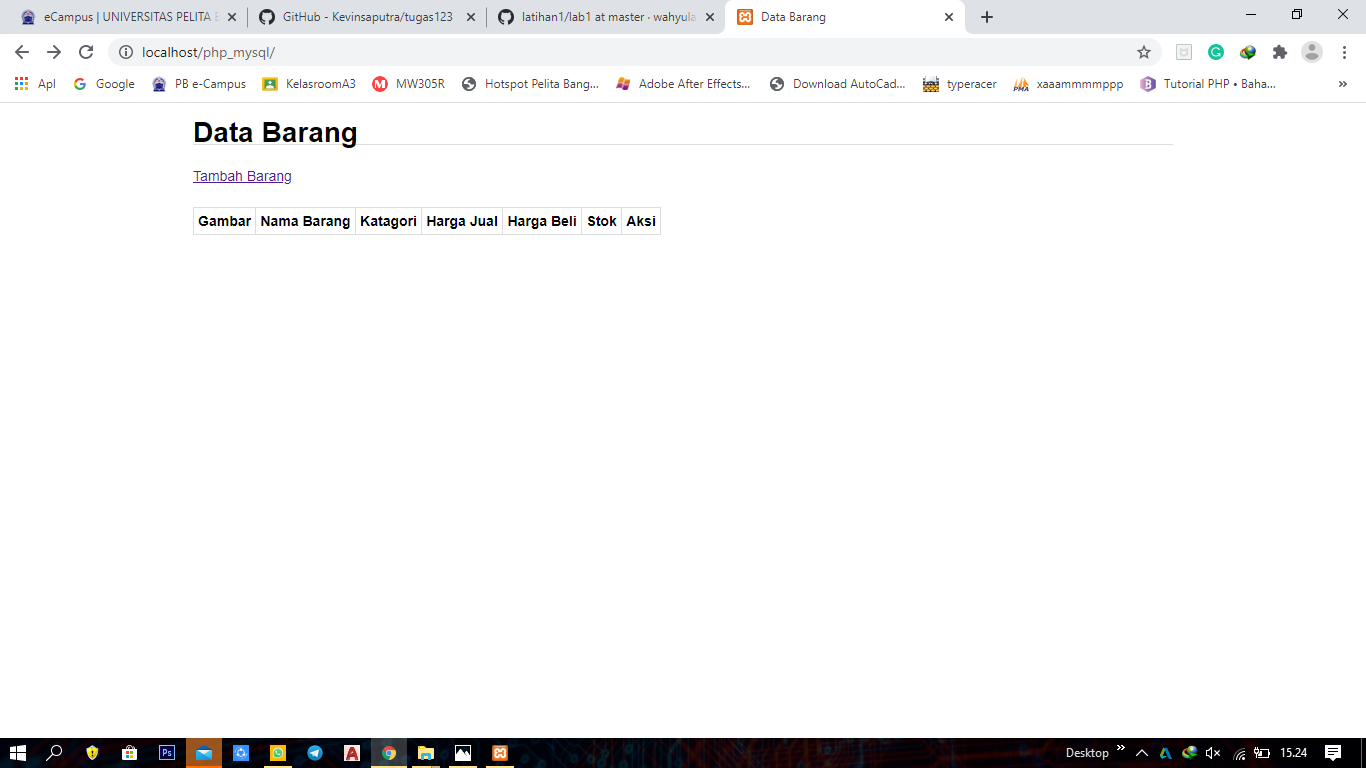 eCampus | UNIVERSITAS PELITA B
GitHub - Kevinsaputra/tugas123
latihan1/lab1 at master · wahyula
Data Barang
localhost/php_mysql/
Apl Google PB e-Campus KelasroomA3 MW305R Hotspot Pelita Bang... Adobe After Effects... Download AutoCad... typeracer xaaammmmppp Tutorial PHP • Baha... »
Data Barang
Tambah Barang
Gambar Nama Barang Katagori Harga Jual Harga Beli Stok Aksi
Desktop » 15.24